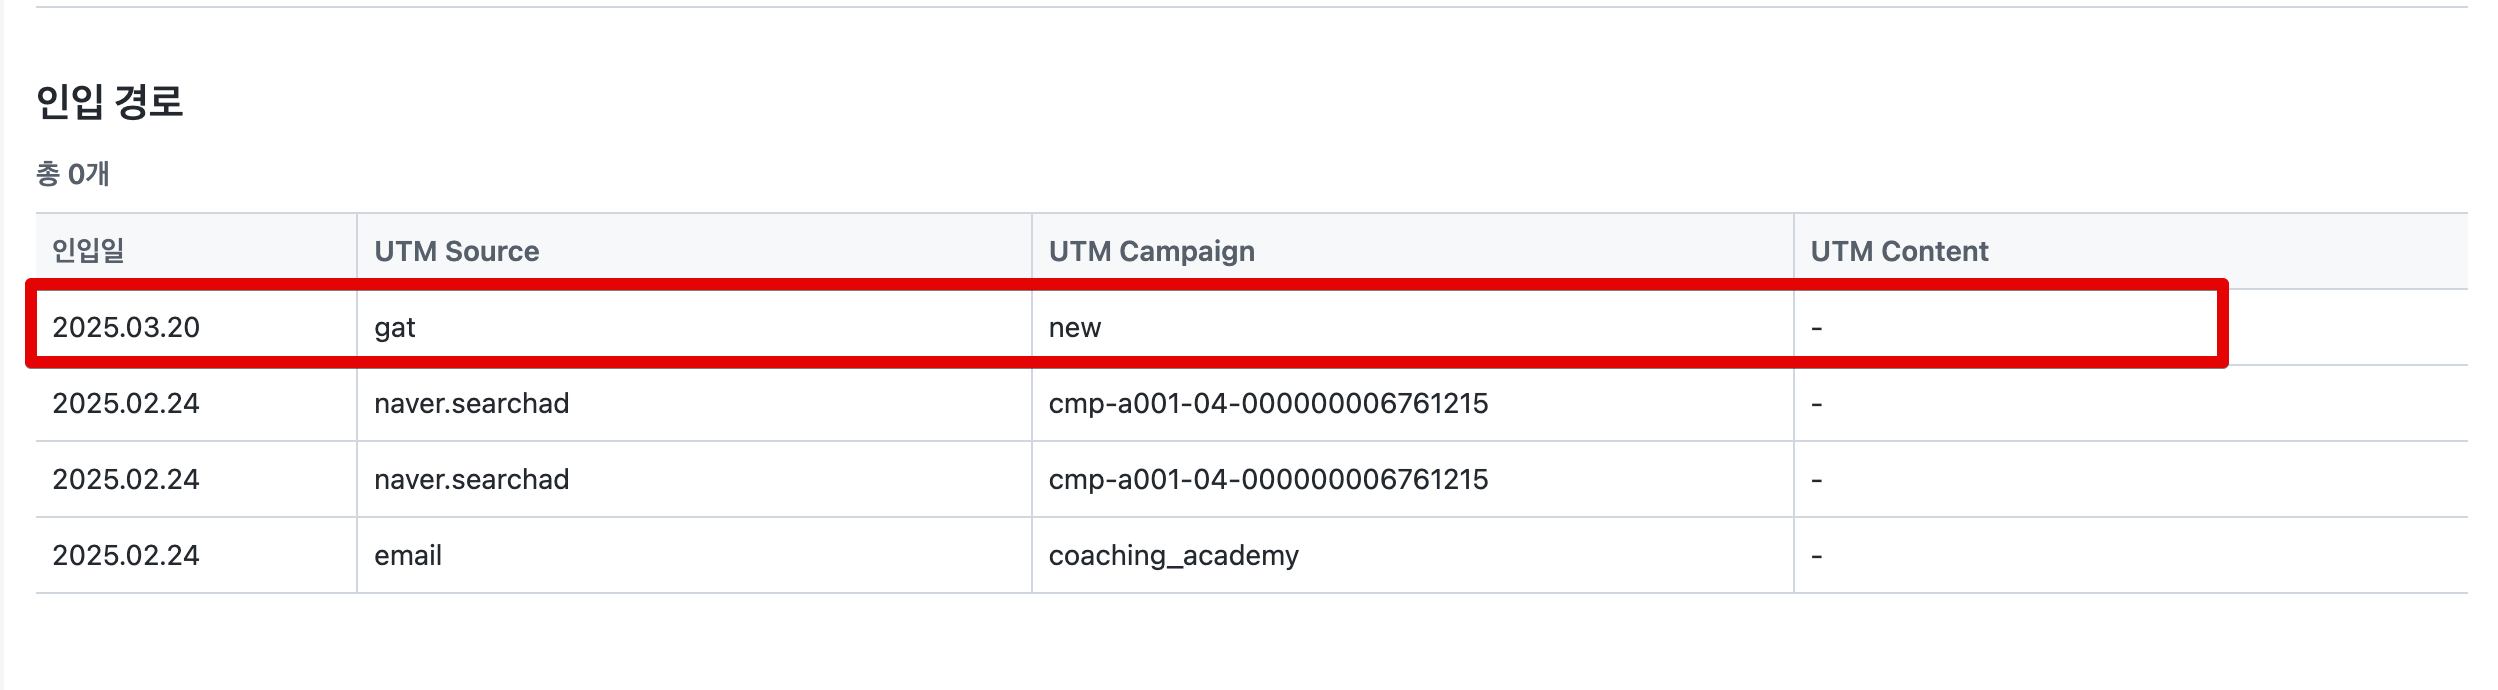 인입 경로
총 0개
인입일 UTM Source UTM Campaign UTM Content
2025.03.20 gat new -
2025.02.24 naver.searchad cmp-a001-04-000000006761215 -
2025.02.24 naver.searchad cmp-a001-04-000000006761215 -
2025.02.24 email coaching_academy -